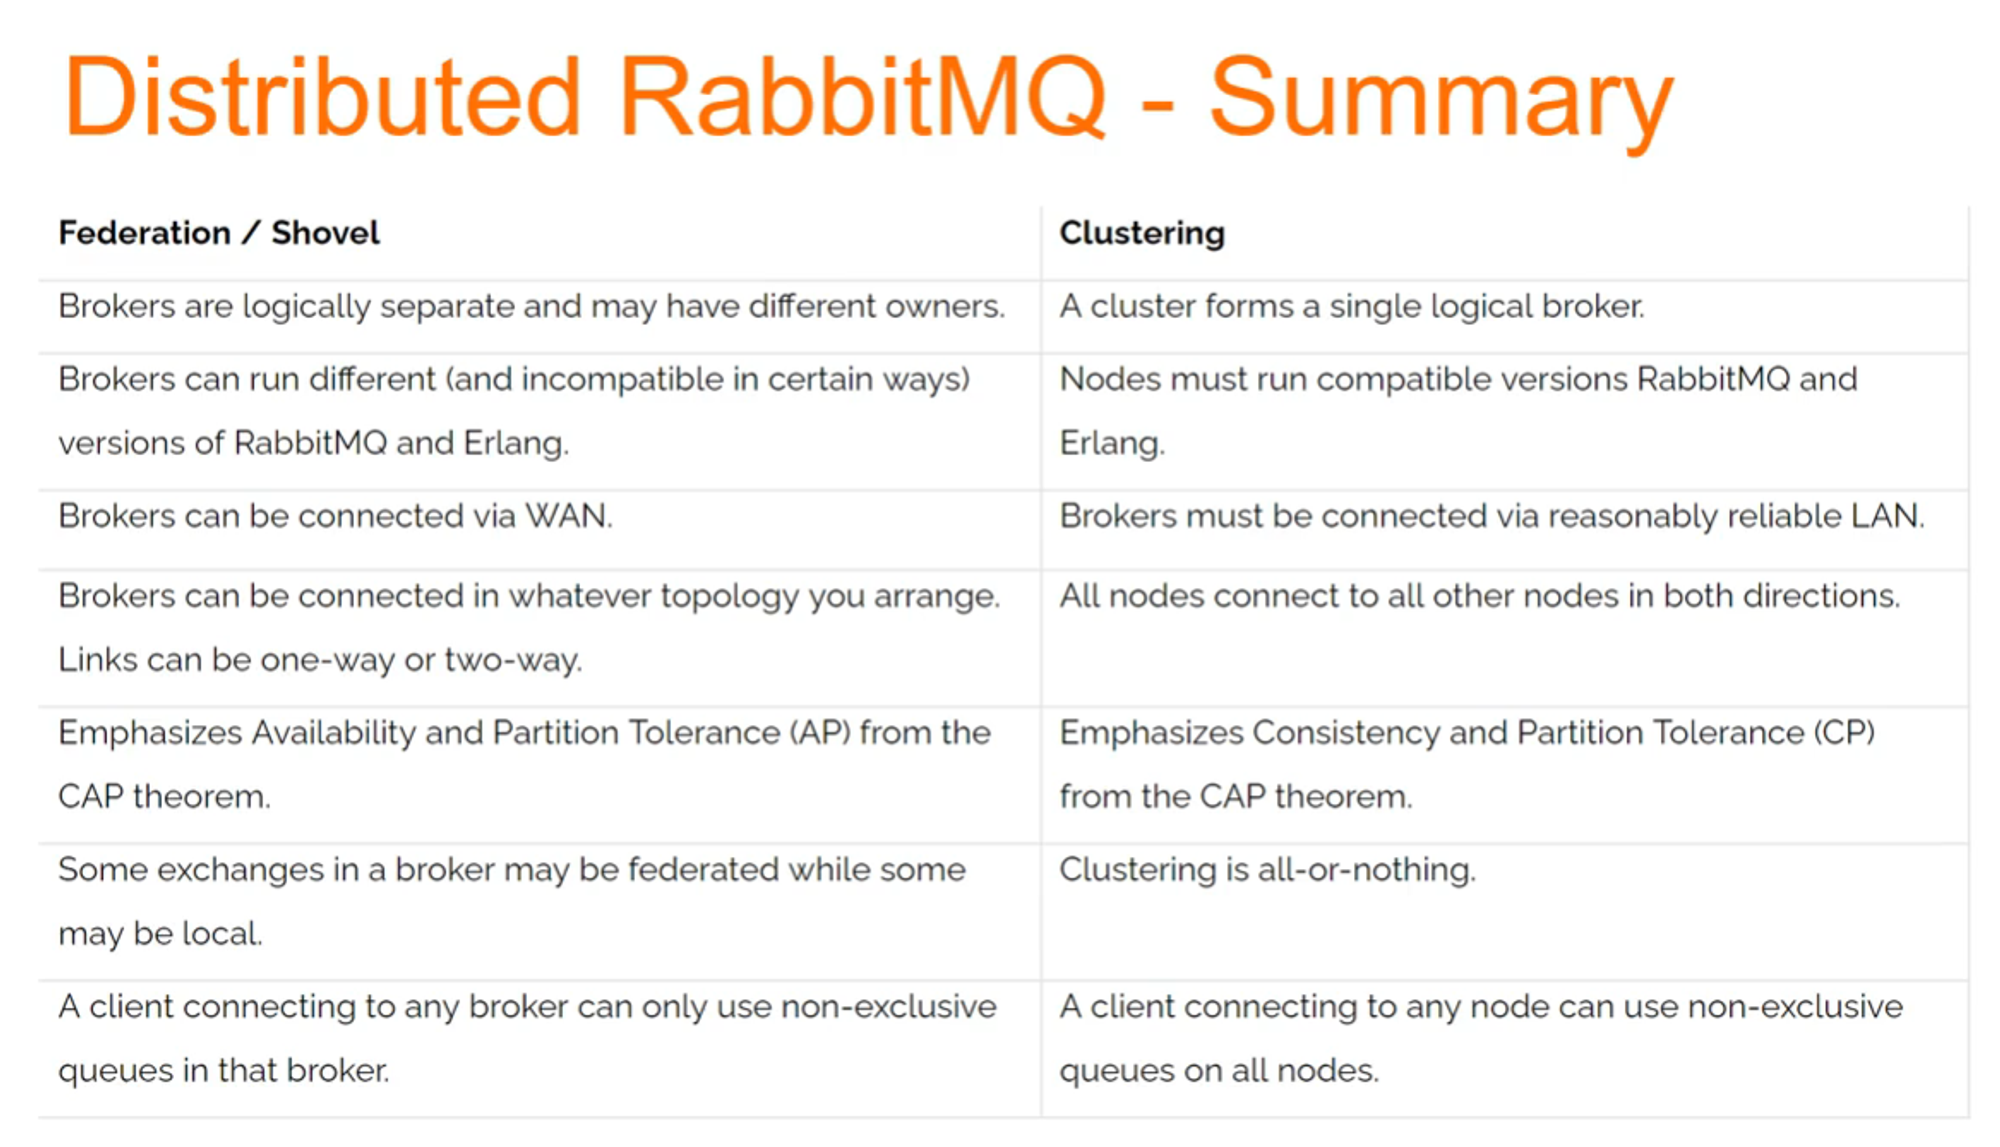 Distributed RabbitMQ - Summary
Federation / Shovel
Clustering
Brokers are logically separate and may have different owners.
A cluster forms a single logical broker.
Brokers can run different (and incompatible in certain ways)
versions of RabbitMQ and Erlang.
Nodes must run compatible versions RabbitMQ and
Erlang.
Brokers can be connected via WAN.
Brokers must be connected via reasonably reliable LAN.
Brokers can be connected in whatever topology you arrange.
Links can be one-way or two-way.
All nodes connect to all other nodes in both directions.
Emphasizes Availability and Partition Tolerance (AP) from the
CAP theorem.
Emphasizes Consistency and Partition Tolerance (CP)
from the CAP theorem.
Some exchanges in a broker may be federated while some
may be local.
Clustering is all-or-nothing.
A client connecting to any broker can only use non-exclusive
queues in that broker.
A client connecting to any node can use non-exclusive
queues on all nodes.